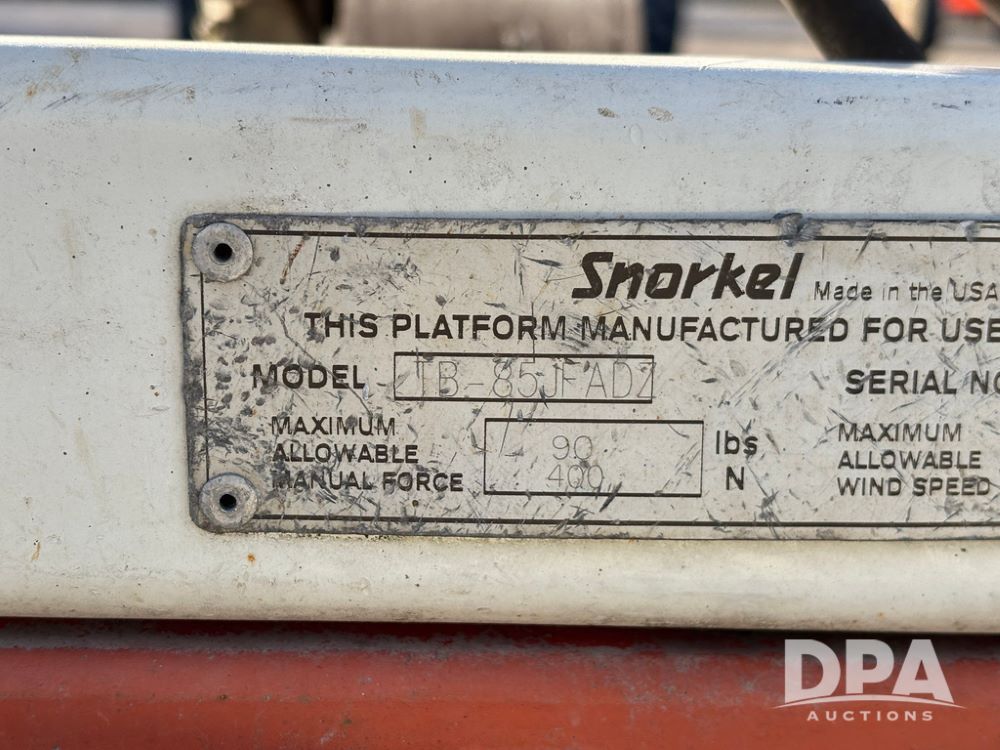 Snorkel Made in the USA
THIS PLATFORM MANUFACTURED FOR USE
MODEL TB-85JFADZ SERIAL NO
MAXIMUM
ALLOWABLE
MANUAL FORCE
90 lbs
400 N
MAXIMUM
ALLOWABLE
WIND SPEED
DPA
AUCTIONS